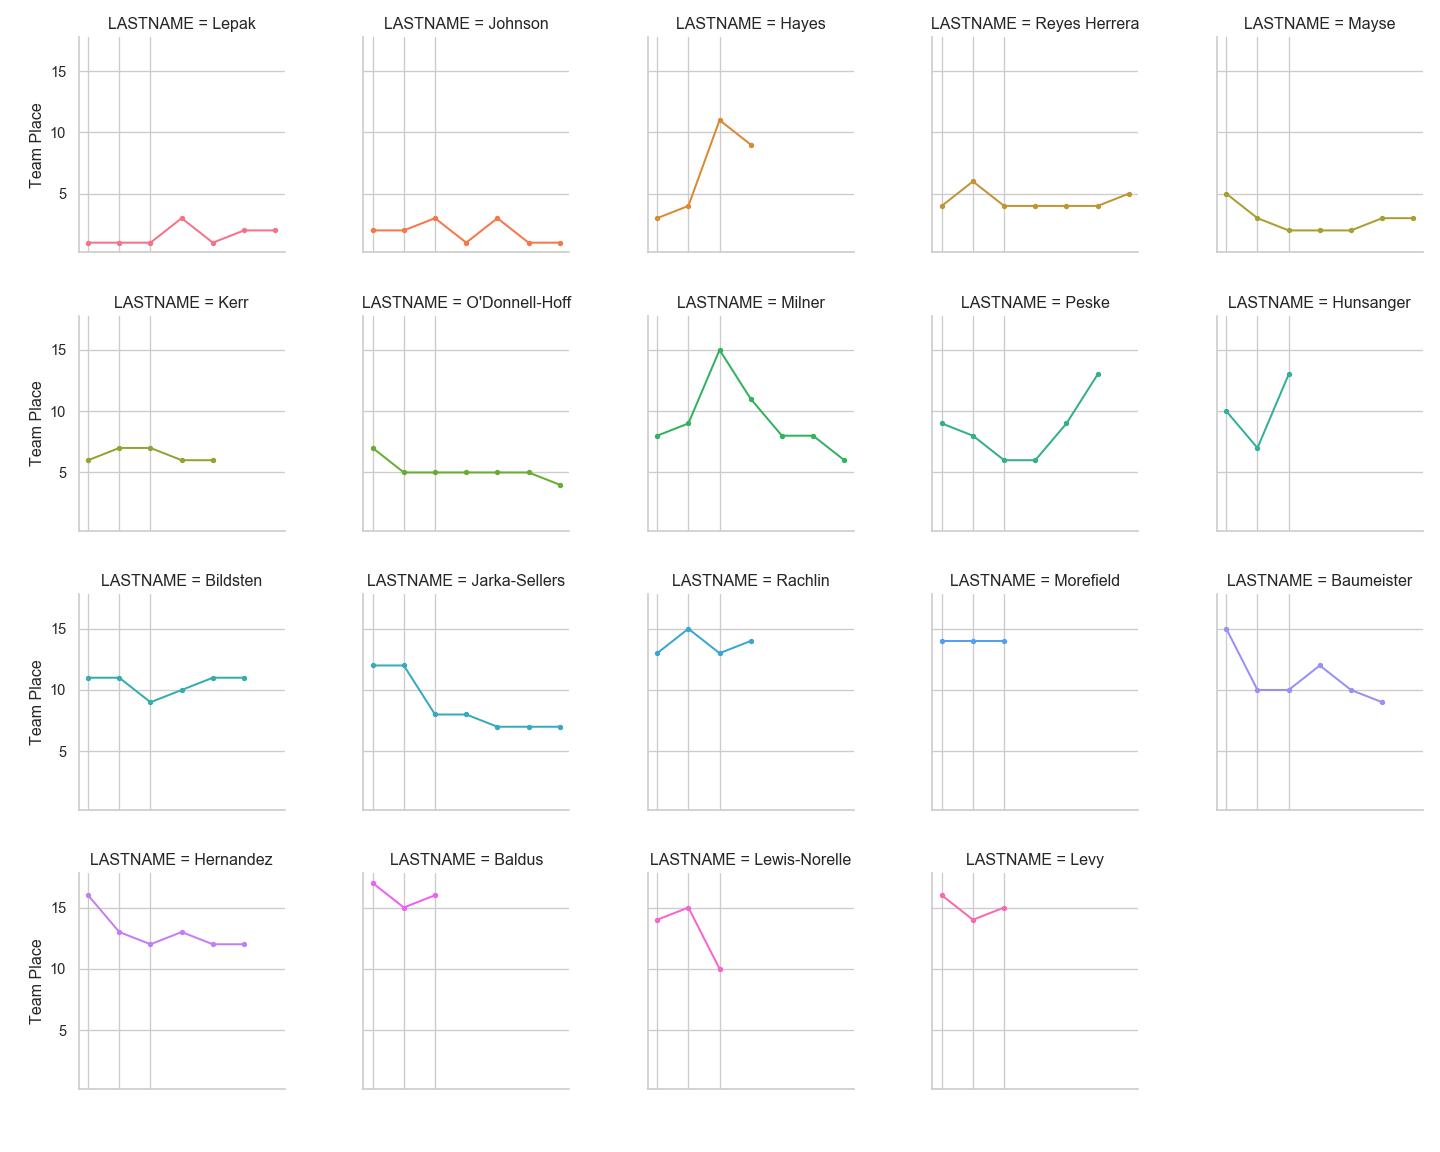 LASTNAME = Lepak
LASTNAME = Johnson
LASTNAME = Hayes
LASTNAME = Reyes Herrera
LASTNAME = Mayse
15
10
5
Team Place
LASTNAME = Kerr
LASTNAME = O'Donnell-Hoff
LASTNAME = Milner
LASTNAME = Peske
LASTNAME = Hunsanger
15
10
5
Team Place
LASTNAME = Bildsten
LASTNAME = Jarka-Sellers
LASTNAME = Rachlin
LASTNAME = Morefield
LASTNAME = Baumeister
15
10
5
Team Place
LASTNAME = Hernandez
LASTNAME = Baldus
LASTNAME = Lewis-Norelle
LASTNAME = Levy
15
10
5
Team Place